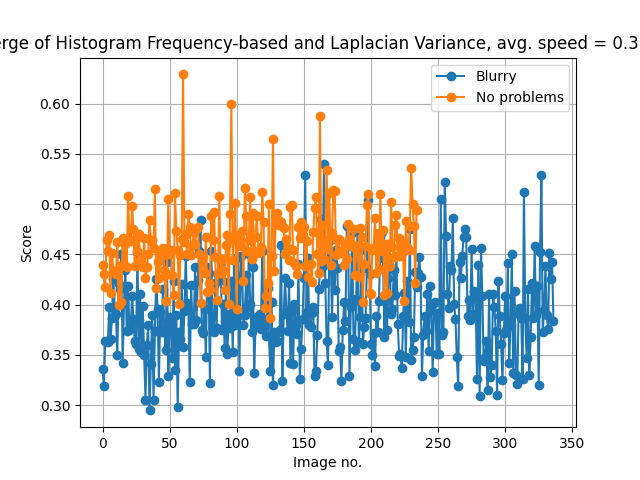 erge of Histogram Frequency-based and Laplacian Variance, avg. speed = 0.3
Blurry
No problems
0.60
0.55
0.50
0.45
0.40
0.35
0.30
Score
0 50 100 150 200 250 300 350
Image no.